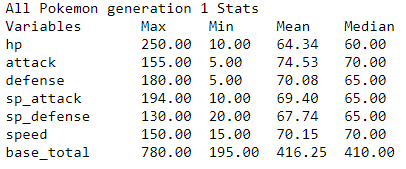 All Pokemon generation 1 Stats
Variables Max Min Mean Median
hp 250.00 10.00 64.34 60.00
attack 155.00 5.00 74.53 70.00
defense 180.00 5.00 70.08 65.00
sp_attack 194.00 10.00 69.40 65.00
sp_defense 130.00 20.00 67.74 65.00
speed 150.00 15.00 70.15 70.00
base_total 780.00 195.00 416.25 410.00